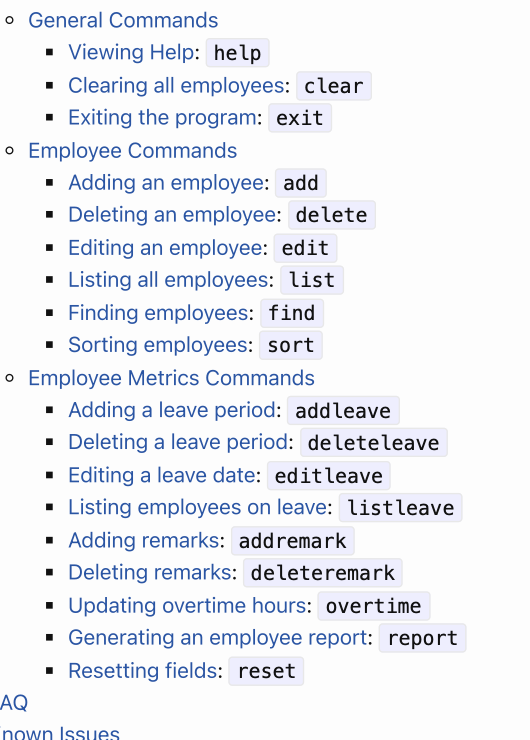 General Commands
Viewing Help: help
Clearing all employees: clear
Exiting the program: exit
Employee Commands
Adding an employee: add
Deleting an employee: delete
Editing an employee: edit
Listing all employees: list
Finding employees: find
Sorting employees: sort
Employee Metrics Commands
Adding a leave period: addleave
Deleting a leave period: deleteleave
Editing a leave date: editleave
Listing employees on leave: listleave
Adding remarks: addremark
Deleting remarks: deleteremark
Updating overtime hours: overtime
Generating an employee report: report
Resetting fields: reset
AQ
nown Issues